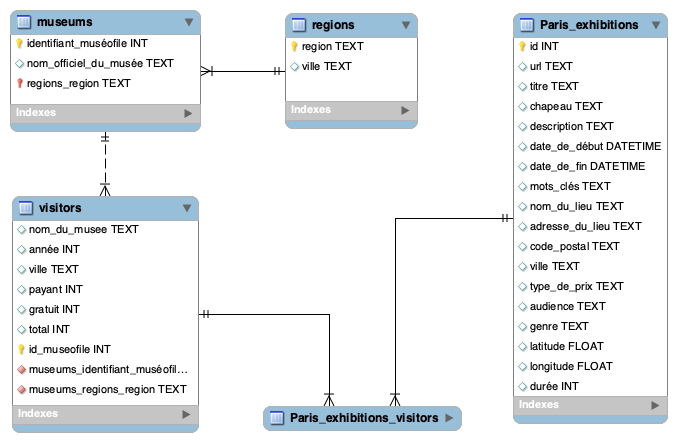 museums
identifiant_muséofile INT
nom_officiel_du_musée TEXT
regions_region TEXT
Indexes
regions
region TEXT
ville TEXT
Indexes
Paris_exhibitions
id INT
url TEXT
titre TEXT
chapeau TEXT
description TEXT
date_de_début DATETIME
date_de_fin DATETIME
mots_clés TEXT
nom_du_lieu TEXT
adresse_du_lieu TEXT
code_postal TEXT
ville TEXT
type_de_prix TEXT
audience TEXT
genre TEXT
latitude FLOAT
longitude FLOAT
durée INT
Indexes
visitors
nom_du_musee TEXT
année INT
ville TEXT
payant INT
gratuit INT
total INT
id_museofile INT
museums_identifiant_muséofil...
museums_regions_region TEXT
Indexes
Paris_exhibitions_visitors